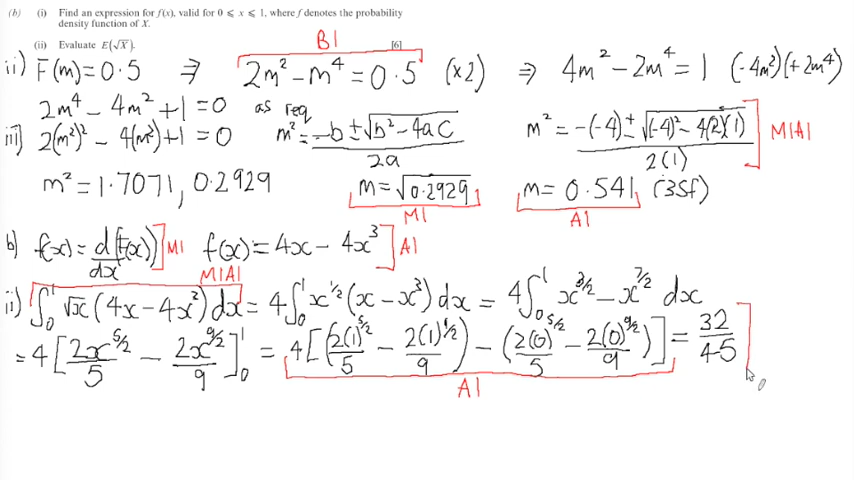 (b) (i) Find an expression for f(x), valid for 0 ⩽ x ⩽ 1, where f denotes the probability
density function of X.
(ii) Evaluate E(√X). [6]
B1
ii) F(m)=0.5 ⇒ 2m² − m⁴ = 0.5 (×2) ⇒ 4m² − 2m⁴ = 1 (−4m²)(+2m⁴)
2m⁴ − 4m² + 1 = 0 as req
iii) 2(m²)² − 4(m²) + 1 = 0 m² = −b ± √(b² − 4ac) / 2a m² = −(−4) ± √((−4)² − 4(2)(1)) / 2(1) M1A1
m² = 1.7071, 0.2929 m = √0.2929 m = 0.541 (3sf)
M1 A1
b) f(x) = d/dx (F(x)) M1 f(x) = 4x − 4x³ A1
M1A1
ii) ∫₀¹ √x (4x − 4x³) dx = 4∫₀¹ x^1/2 (x − x³) dx = 4∫₀¹ x^3/2 − x^7/2 dx
= 4[2x^5/2 / 5 − 2x^9/2 / 9]₀¹ = 4[(2(1)^5/2 / 5 − 2(1)^9/2 / 9) − (2(0)^5/2 / 5 − 2(0)^9/2 / 9)] = 32/45
A1